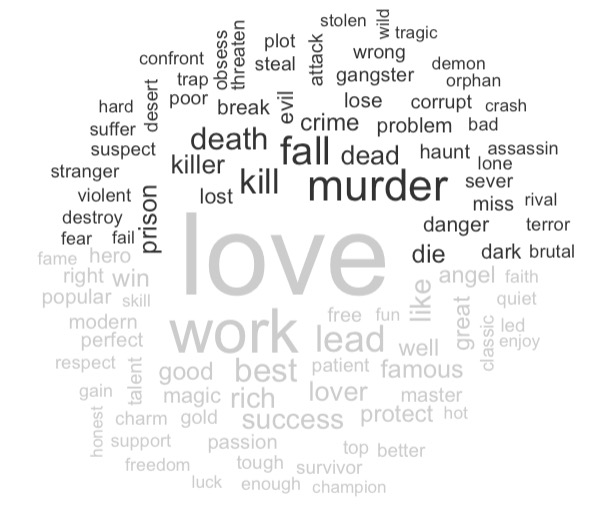 stolen
wild
tragic
plot
obsess
threaten
attack
wrong
confront
steal
demon
trap
gangster
orphan
desert
poor
evil
lose
corrupt
crash
hard
break
suffer
crime
problem
bad
death
fall
dead
haunt
assassin
suspect
killer
lone
stranger
kill
murder
sever
violent
lost
miss
rival
prison
destroy
danger
terror
fear
fail
die
dark
brutal
love
fame
hero
right
win
like
angel
faith
popular
skill
great
quiet
modern
work
free
fun
classic
led
perfect
lead
well
enjoy
respect
talent
good
best
patient
famous
gain
magic
rich
lover
master
honest
charm
gold
success
protect
hot
support
passion
top
better
freedom
tough
survivor
luck
enough
champion